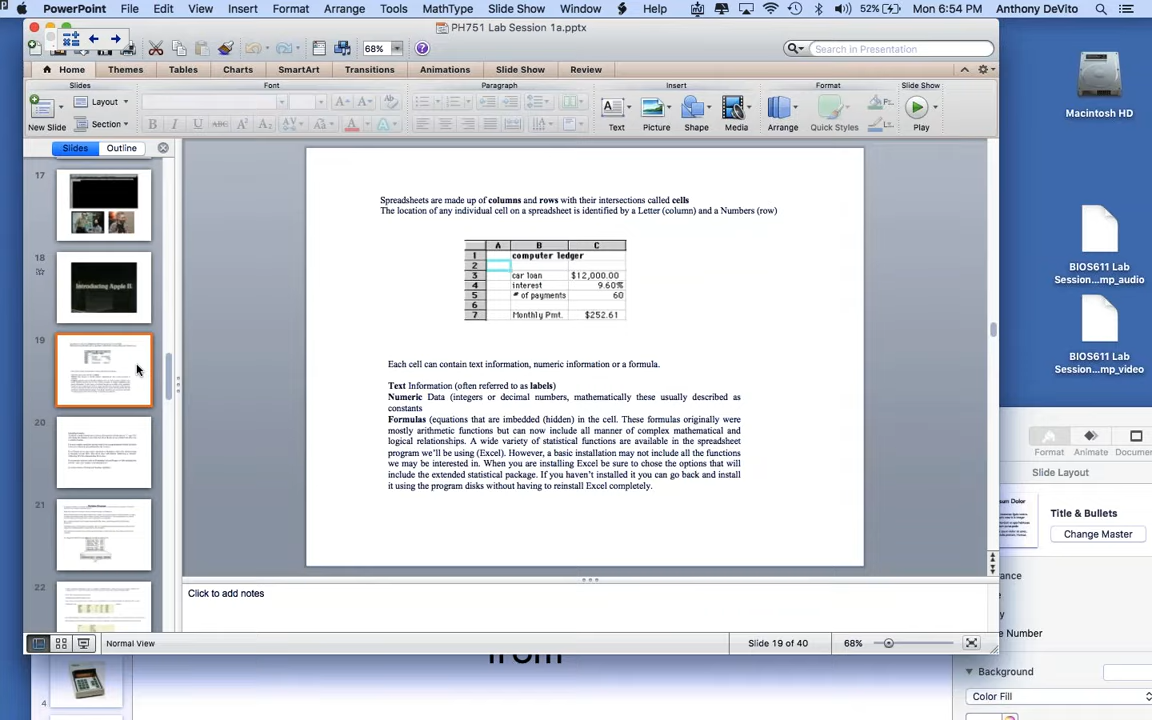 PowerPoint File Edit View Insert Format Arrange Tools MathType Slide Show Window Help 52% Mon 6:54 PM Anthony DeVito
PH751 Lab Session 1a.pptx
68% Search in Presentation
Home Themes Tables Charts SmartArt Transitions Animations Slide Show Review
Slides Font Paragraph Insert Format Slide Show
Layout
New Slide Section Text Picture Shape Media Arrange Quick Styles Play
Slides Outline
17
18
Introducing Apple II.
19
20
21
22
Spreadsheets are made up of columns and rows with their intersections called cells
The location of any individual cell on a spreadsheet is identified by a Letter (column) and a Numbers (row)
A B C
1 computer ledger
2
3 car loan $12,000.00
4 interest 9.60%
5 # of payments 60
6
7 Monthly Pmt. $252.61
Each cell can contain text information, numeric information or a formula.
Text Information (often referred to as labels)
Numeric Data (integers or decimal numbers, mathematically these usually described as
constants
Formulas (equations that are imbedded (hidden) in the cell. These formulas originally were
mostly arithmetic functions but can now include all manner of complex mathematical and
logical relationships. A wide variety of statistical functions are available in the spreadsheet
program we'll be using (Excel). However, a basic installation may not include all the functions
we may be interested in. When you are installing Excel be sure to chose the options that will
include the extended statistical package. If you haven't installed it you can go back and install
it using the program disks without having to reinstall Excel completely.
Click to add notes
Normal View Slide 19 of 40 68%
from
4
Macintosh HD
BIOS611 Lab
Session...mp_audio
BIOS611 Lab
Session...mp_video
Format Animate Documen
Slide Layout
Title & Bullets
Change Master
Background
Color Fill